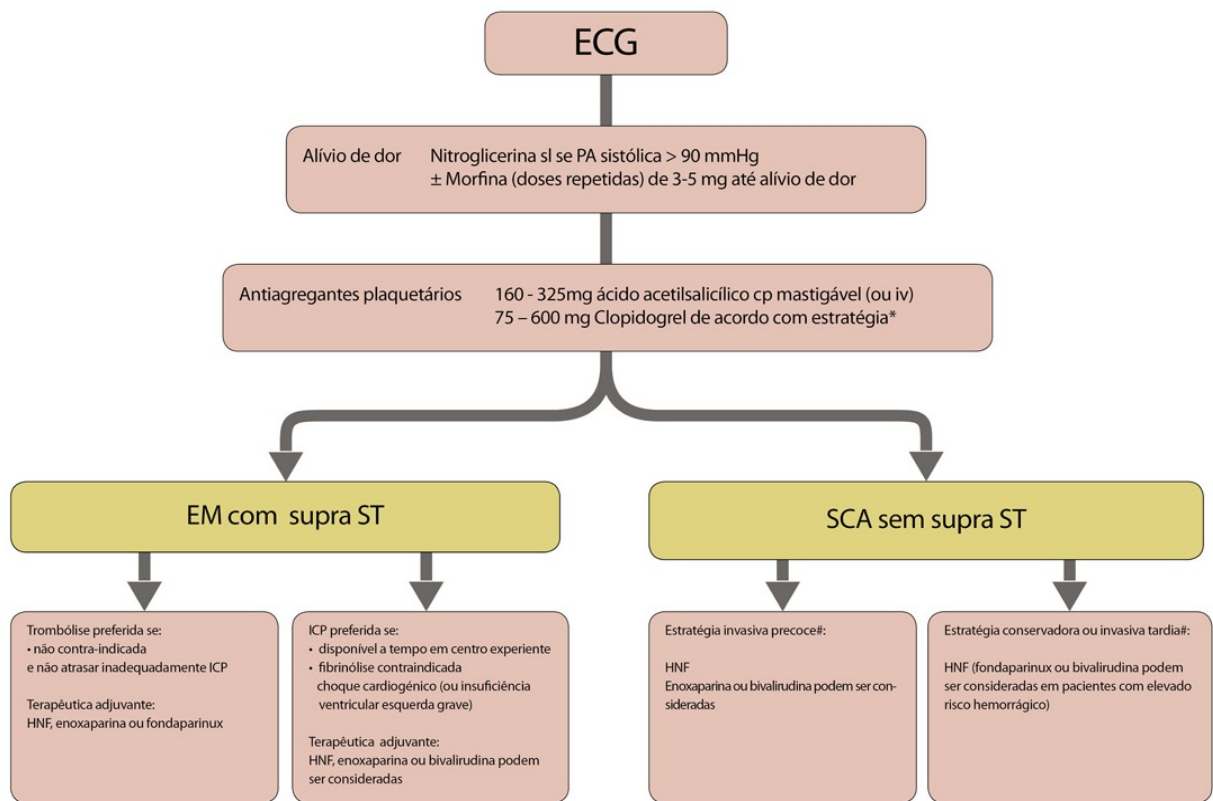 ECG
Alívio de dor Nitroglicerina sl se PA sistólica > 90 mmHg
± Morfina (doses repetidas) de 3-5 mg até alívio de dor
Antiagregantes plaquetários 160 - 325mg ácido acetilsalicílico cp mastigável (ou iv)
75 – 600 mg Clopidogrel de acordo com estratégia*
EM com supra ST
SCA sem supra ST
Trombólise preferida se:
• não contra-indicada
e não atrasar inadequadamente ICP
Terapêutica adjuvante:
HNF, enoxaparina ou fondaparinux
ICP preferida se:
• disponível a tempo em centro experiente
• fibrinólise contraindicada
choque cardiogénico (ou insuficiência
ventricular esquerda grave)
Terapêutica adjuvante:
HNF, enoxaparina ou bivalirudina podem
ser consideradas
Estratégia invasiva precoce#:
HNF
Enoxaparina ou bivalirudina podem ser con-
sideradas
Estratégia conservadora ou invasiva tardia#:
HNF (fondaparinux ou bivalirudina podem
ser consideradas em pacientes com elevado
risco hemorrágico)